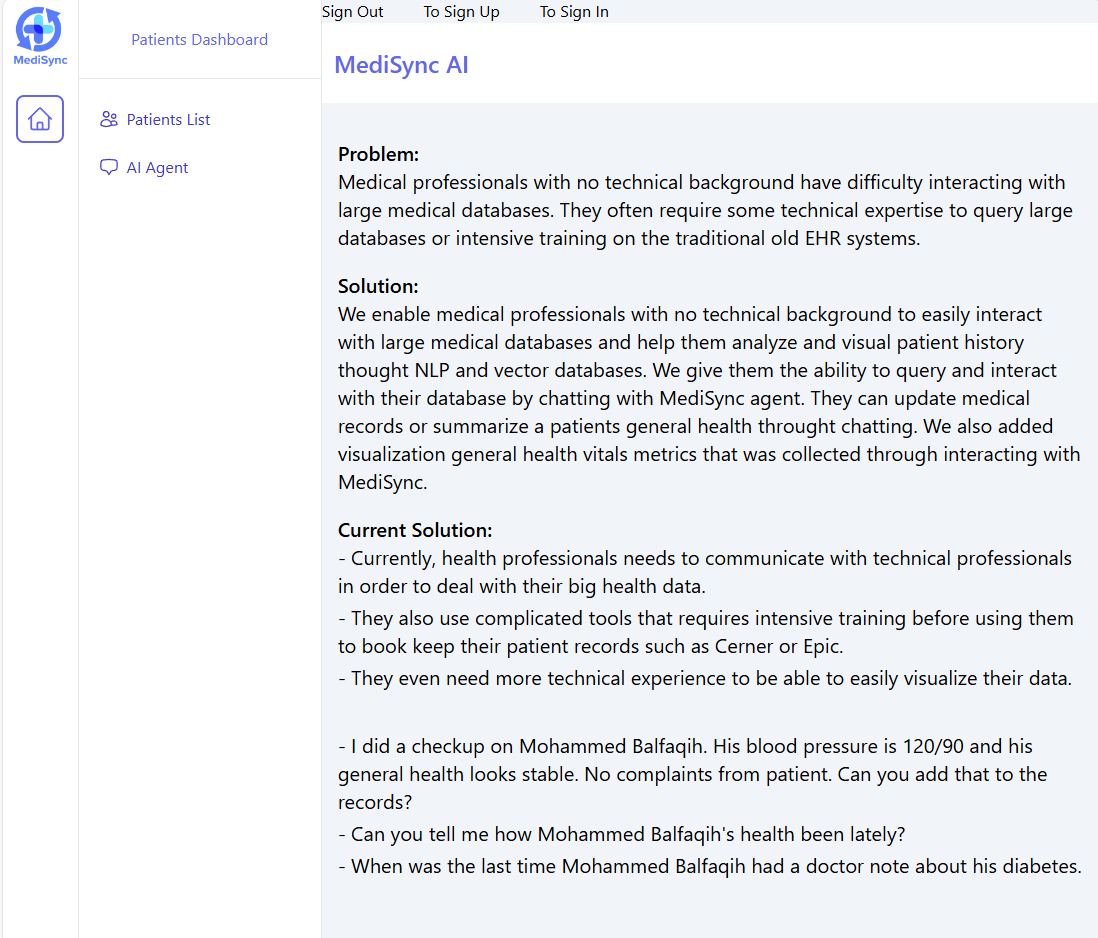 MediSync
Patients Dashboard
Patients List
AI Agent
Sign Out To Sign Up To Sign In
MediSync AI
Problem:
Medical professionals with no technical background have difficulty interacting with
large medical databases. They often require some technical expertise to query large
databases or intensive training on the traditional old EHR systems.
Solution:
We enable medical professionals with no technical background to easily interact
with large medical databases and help them analyze and visual patient history
thought NLP and vector databases. We give them the ability to query and interact
with their database by chatting with MediSync agent. They can update medical
records or summarize a patients general health throught chatting. We also added
visualization general health vitals metrics that was collected through interacting with
MediSync.
Current Solution:
- Currently, health professionals needs to communicate with technical professionals
in order to deal with their big health data.
- They also use complicated tools that requires intensive training before using them
to book keep their patient records such as Cerner or Epic.
- They even need more technical experience to be able to easily visualize their data.
- I did a checkup on Mohammed Balfaqih. His blood pressure is 120/90 and his
general health looks stable. No complaints from patient. Can you add that to the
records?
- Can you tell me how Mohammed Balfaqih's health been lately?
- When was the last time Mohammed Balfaqih had a doctor note about his diabetes.